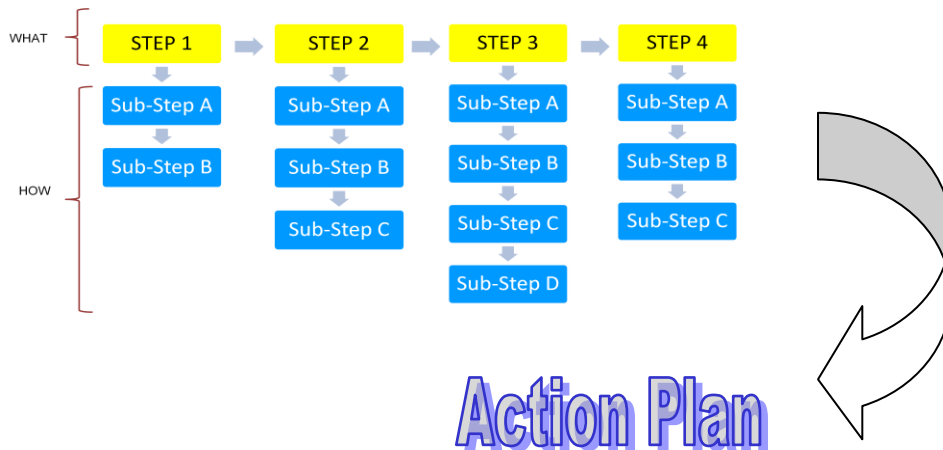 WHAT
STEP 1
STEP 2
STEP 3
STEP 4
HOW
Sub-Step A
Sub-Step A
Sub-Step A
Sub-Step A
Sub-Step B
Sub-Step B
Sub-Step B
Sub-Step B
Sub-Step C
Sub-Step C
Sub-Step C
Sub-Step D
Action Plan